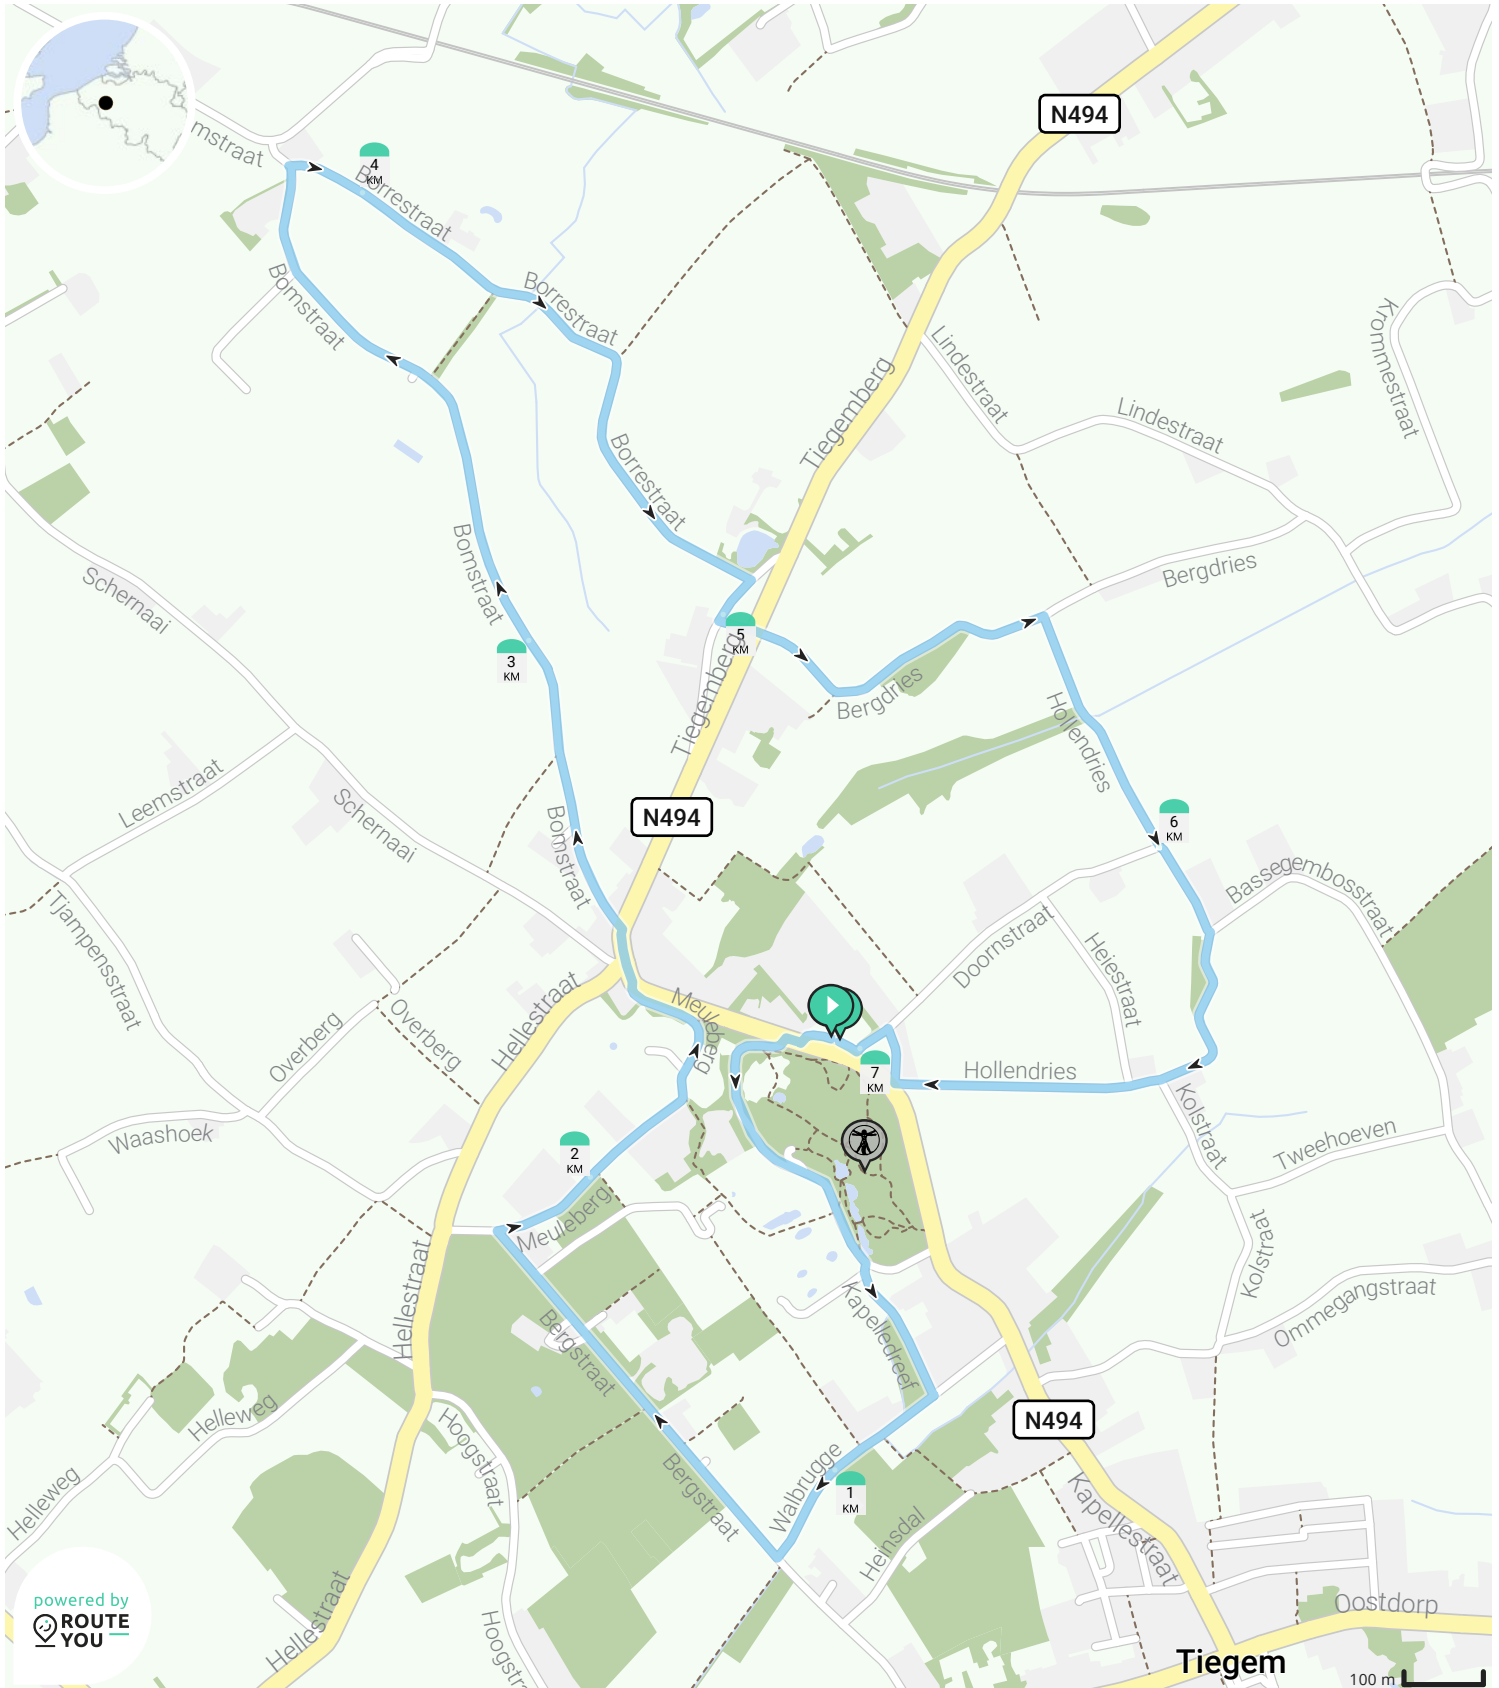 N494
mstraat
4
KM
Borrestraat
Borrestraat
Bomstraat
Krommestraat
Lindestraat
Lindestraat
Tiegemberg
Borrestraat
Bomstraat
Bergdries
Schernaai
5
KM
3
KM
Tiegemberg
Bergdries
Hollendries
Leemstraat
Schernaai
N494
Bomstraat
6
KM
Bassegembosstraat
Tjampensstraat
Doornstraat
Heiestraat
Meuleberg
Hellestraat
Overberg
Overberg
Hollendries
7
KM
Kolstraat
Waashoek
Tweehoeven
2
KM
Meuleberg
Kolstraat
Hellestraat
Kapelledreef
Ommegangstraat
Bergstraat
Helleweg
Hoogstraat
N494
Walbrugge
1
KM
Bergstraat
Helleweg
Heinsdal
Kapellestraat
Oostdorp
Hellestraat
Hoogstr
Tiegem
powered by
ROUTE
YOU
100 m